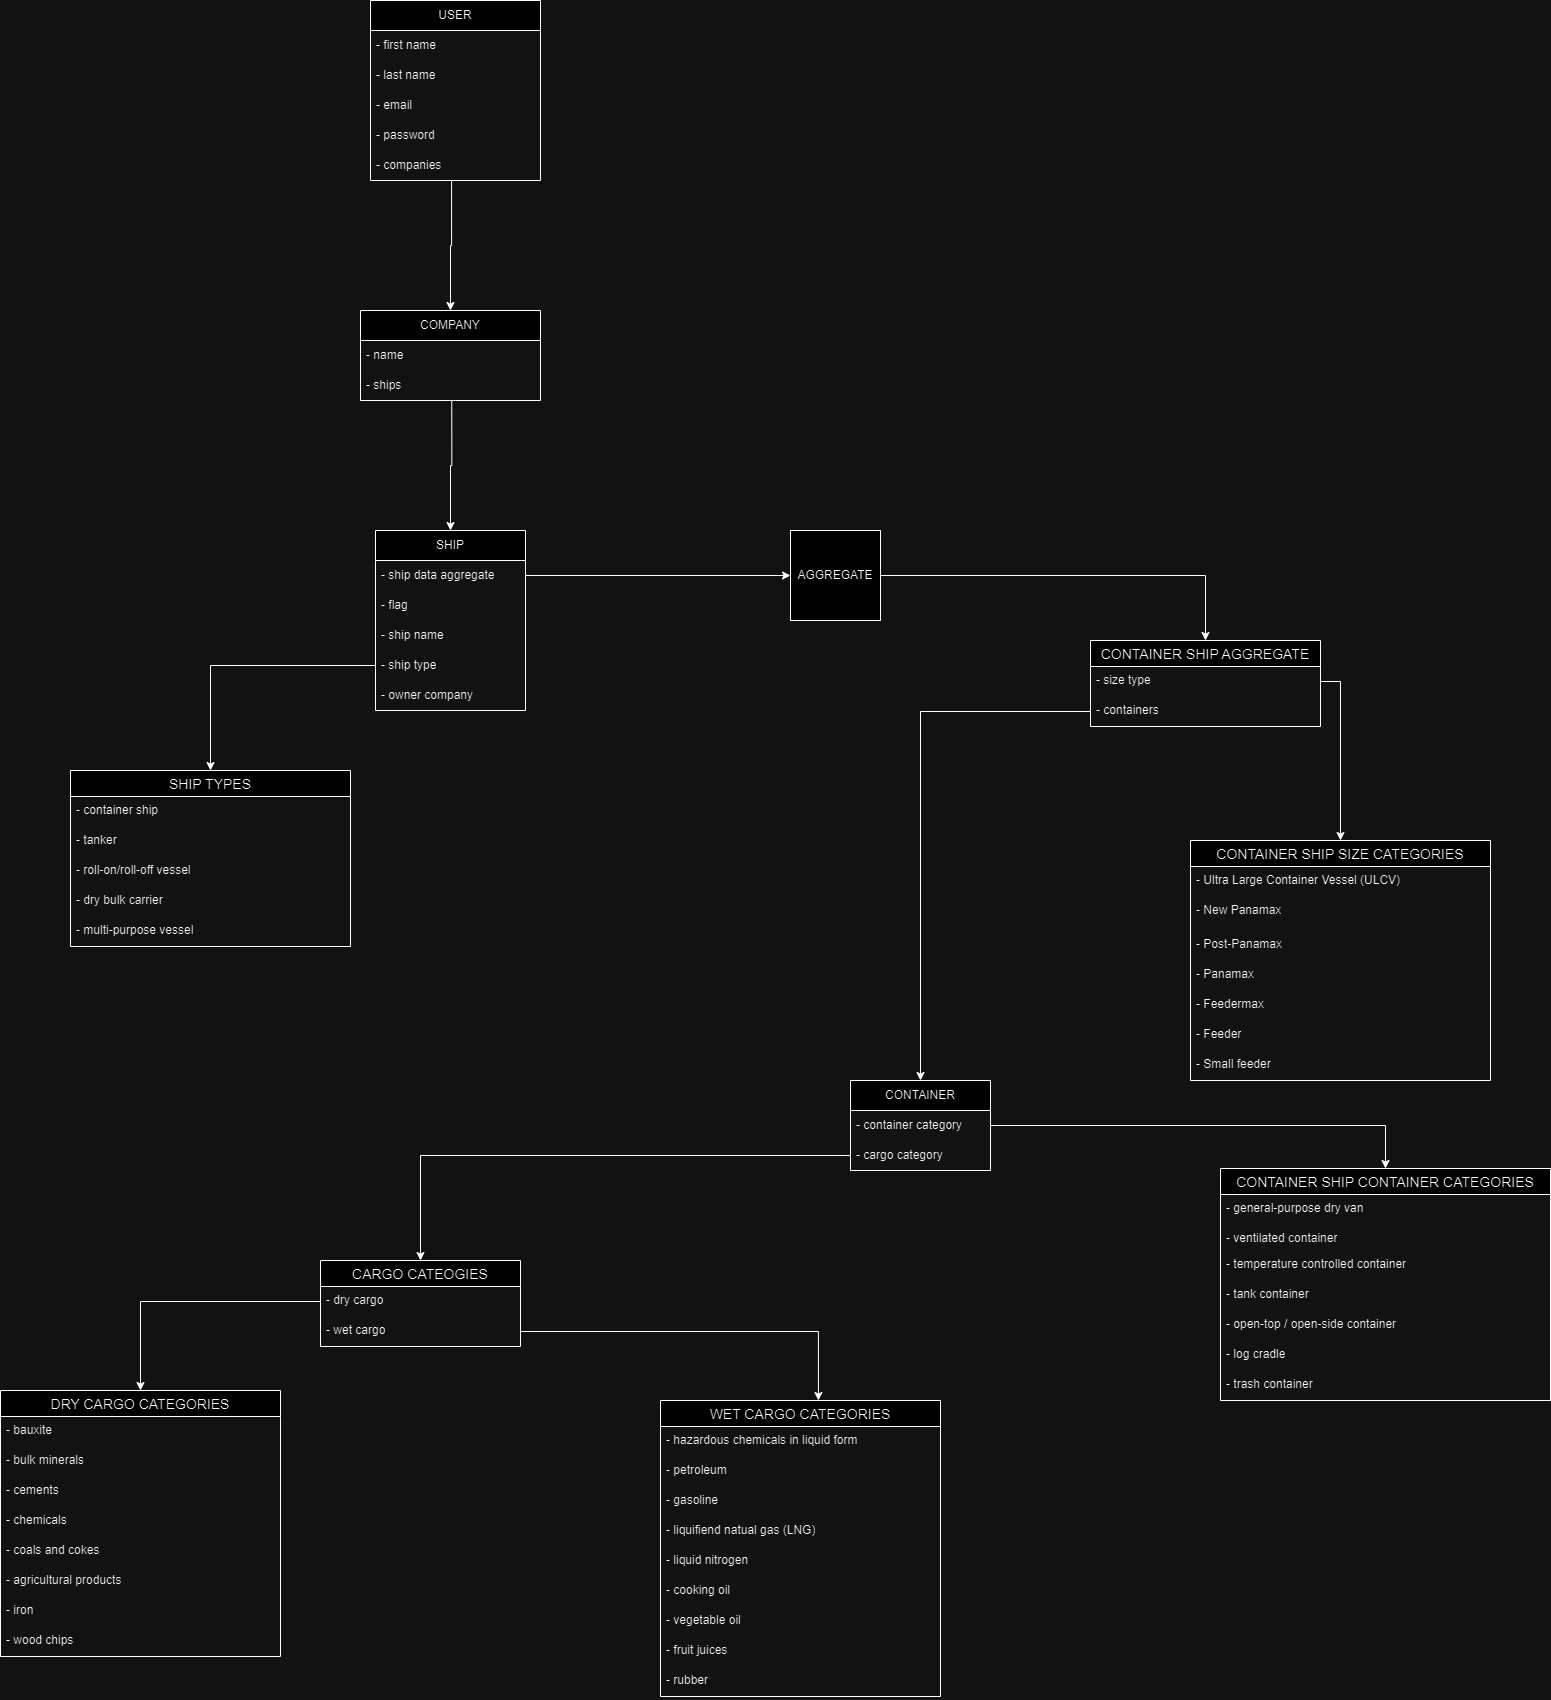 USER
- first name
- last name
- email
- password
- companies
COMPANY
- name
- ships
SHIP
- ship data aggregate
- flag
- ship name
- ship type
- owner company
AGGREGATE
CONTAINER SHIP AGGREGATE
- size type
- containers
SHIP TYPES
- container ship
- tanker
- roll-on/roll-off vessel
- dry bulk carrier
- multi-purpose vessel
CONTAINER SHIP SIZE CATEGORIES
- Ultra Large Container Vessel (ULCV)
- New Panamax
- Post-Panamax
- Panamax
- Feedermax
- Feeder
- Small feeder
CONTAINER
- container category
- cargo category
CONTAINER SHIP CONTAINER CATEGORIES
- general-purpose dry van
- ventilated container
- temperature controlled container
- tank container
- open-top / open-side container
- log cradle
- trash container
CARGO CATEOGIES
- dry cargo
- wet cargo
DRY CARGO CATEGORIES
- bauxite
- bulk minerals
- cements
- chemicals
- coals and cokes
- agricultural products
- iron
- wood chips
WET CARGO CATEGORIES
- hazardous chemicals in liquid form
- petroleum
- gasoline
- liquifiend natual gas (LNG)
- liquid nitrogen
- cooking oil
- vegetable oil
- fruit juices
- rubber